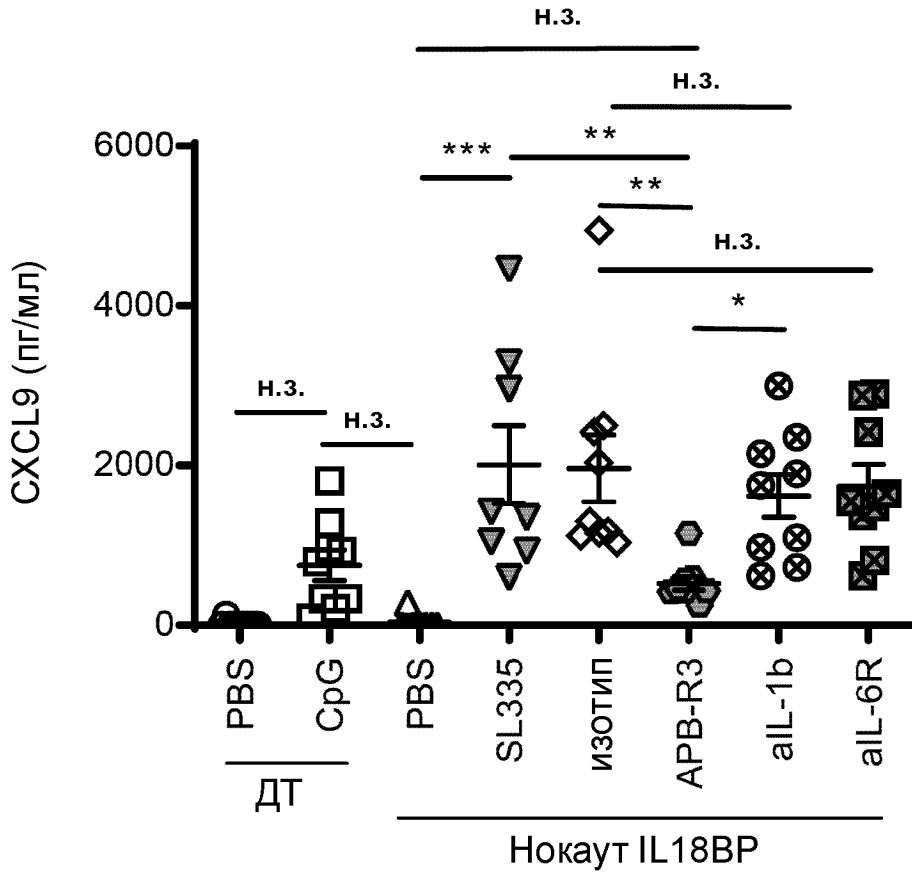 н.з.
н.з.
6000
***
**
**
н.з.
4000
*
н.з.
н.з.
2000
0
CXCL9 (пг/мл)
PBS
CpG
PBS
SL335
изотип
APB-R3
aIL-1b
aIL-6R
ДТ
Нокаут IL18BP